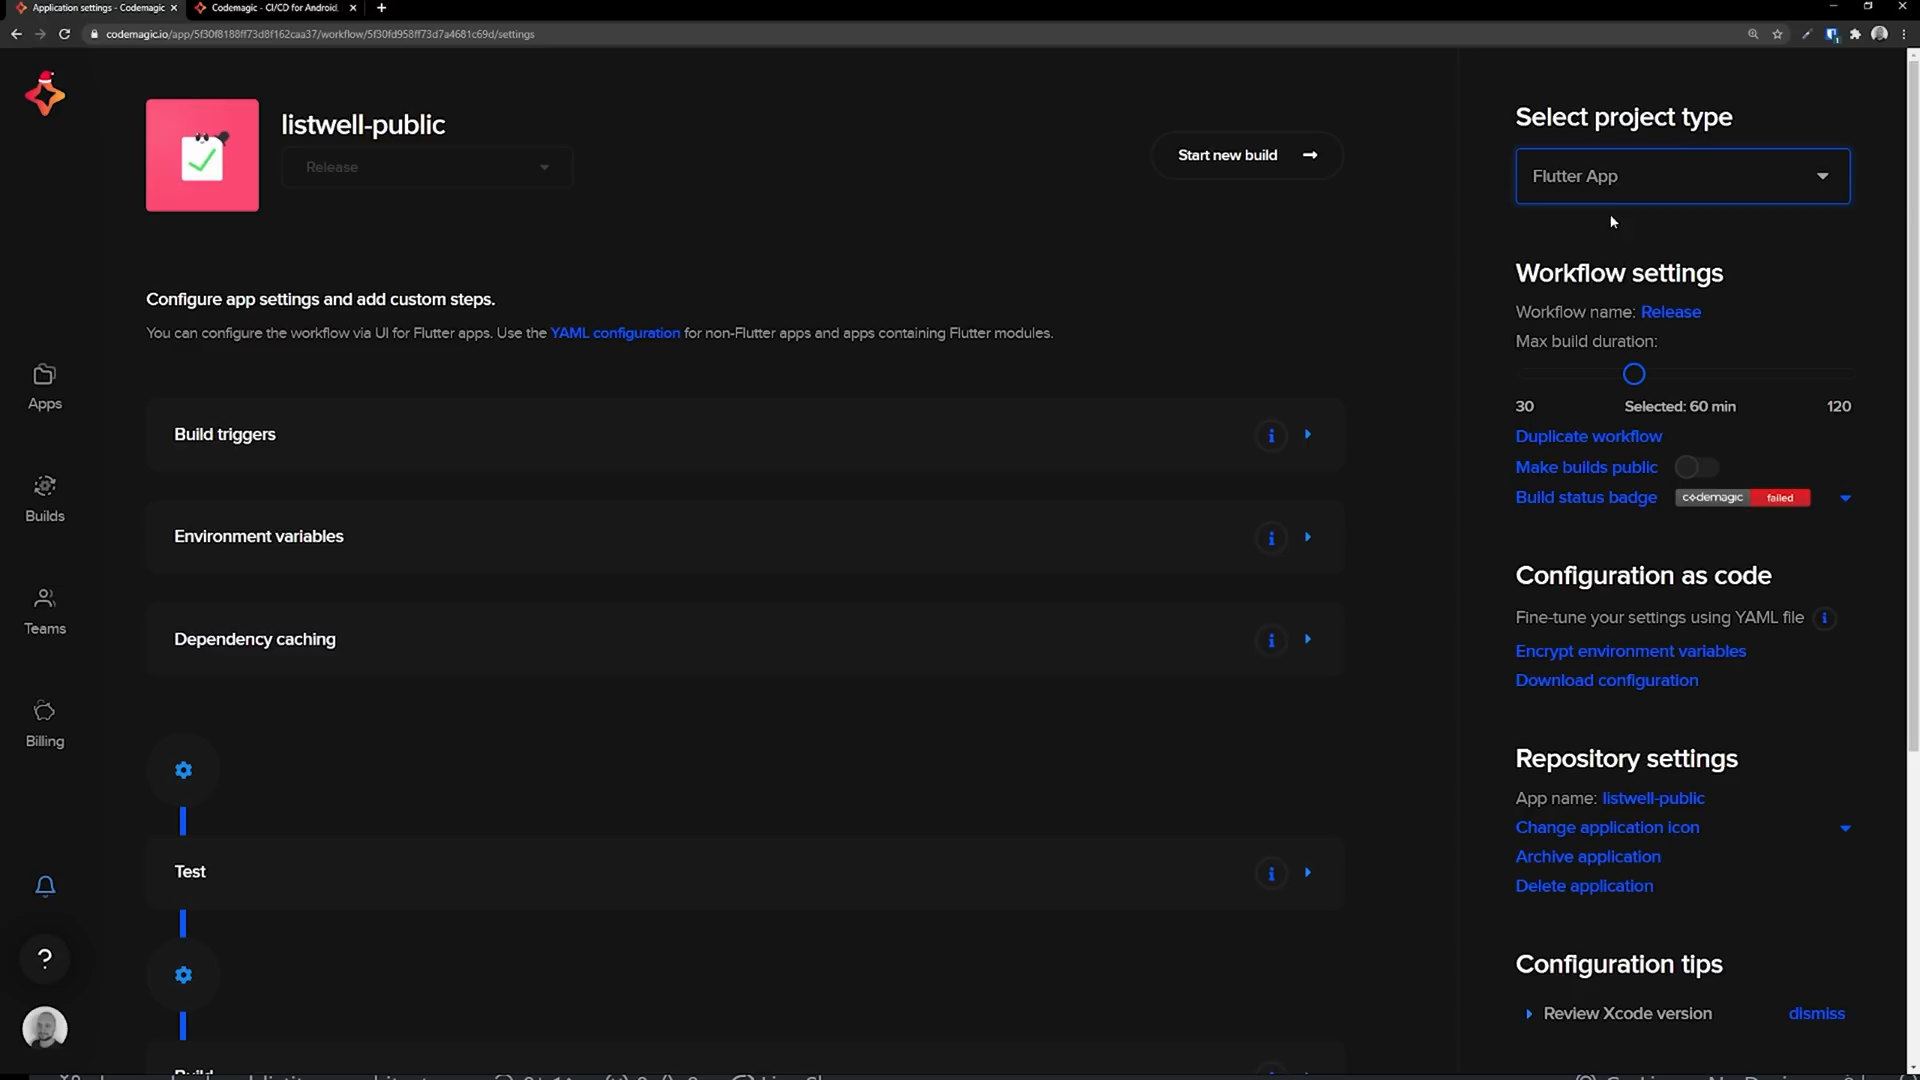 Application settings - Codemagic
Codemagic - CI/CD for Android,
codemagic.io/app/5f30f8188ff73d8f162caa37/workflow/5f30fd958ff73d7a4681c69d/settings
listwell-public
Release
Start new build
Configure app settings and add custom steps.
You can configure the workflow via UI for Flutter apps. Use the YAML configuration for non-Flutter apps and apps containing Flutter modules.
Build triggers
Environment variables
Dependency caching
Test
Build
Apps
Builds
Teams
Billing
?
Select project type
Flutter App
Workflow settings
Workflow name: Release
Max build duration:
30 Selected: 60 min 120
Duplicate workflow
Make builds public
Build status badge codemagic failed
Configuration as code
Fine-tune your settings using YAML file
Encrypt environment variables
Download configuration
Repository settings
App name: listwell-public
Change application icon
Archive application
Delete application
Configuration tips
Review Xcode version dismiss